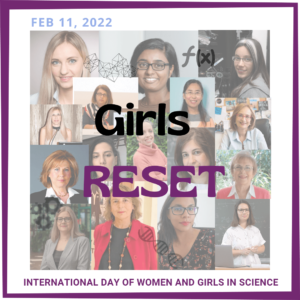 FEB 11, 2022
f(x)
Girls
RESET
INTERNATIONAL DAY OF WOMEN AND GIRLS IN SCIENCE